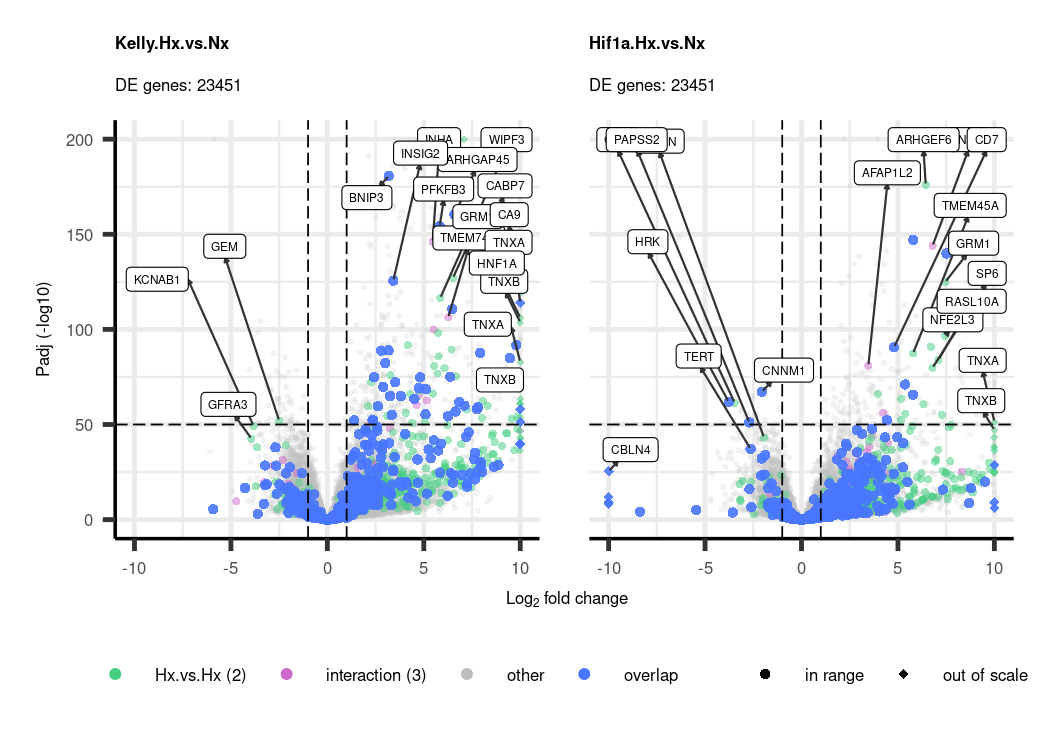 Kelly.Hx.vs.Nx
DE genes: 23451
Hif1a.Hx.vs.Nx
DE genes: 23451
Padj (-log10)
200
150
100
50
0
INHA
WIPF3
INSIG2
ARHGAP45
BNIP3
PFKFB3
CABP7
GRM
CA9
GEM
TMEM74
TNXA
KCNAB1
HNF1A
TNXB
TNXA
TNXB
GFRA3
-10
-5
0
5
10
PAPSS2
N
ARHGEF6
N
CD7
AFAP1L2
TMEM45A
HRK
GRM1
SP6
RASL10A
NFE2L3
TERT
CNNM1
TNXA
TNXB
CBLN4
-10
-5
0
5
10
Log2 fold change
Hx.vs.Hx (2)
interaction (3)
other
overlap
in range
out of scale